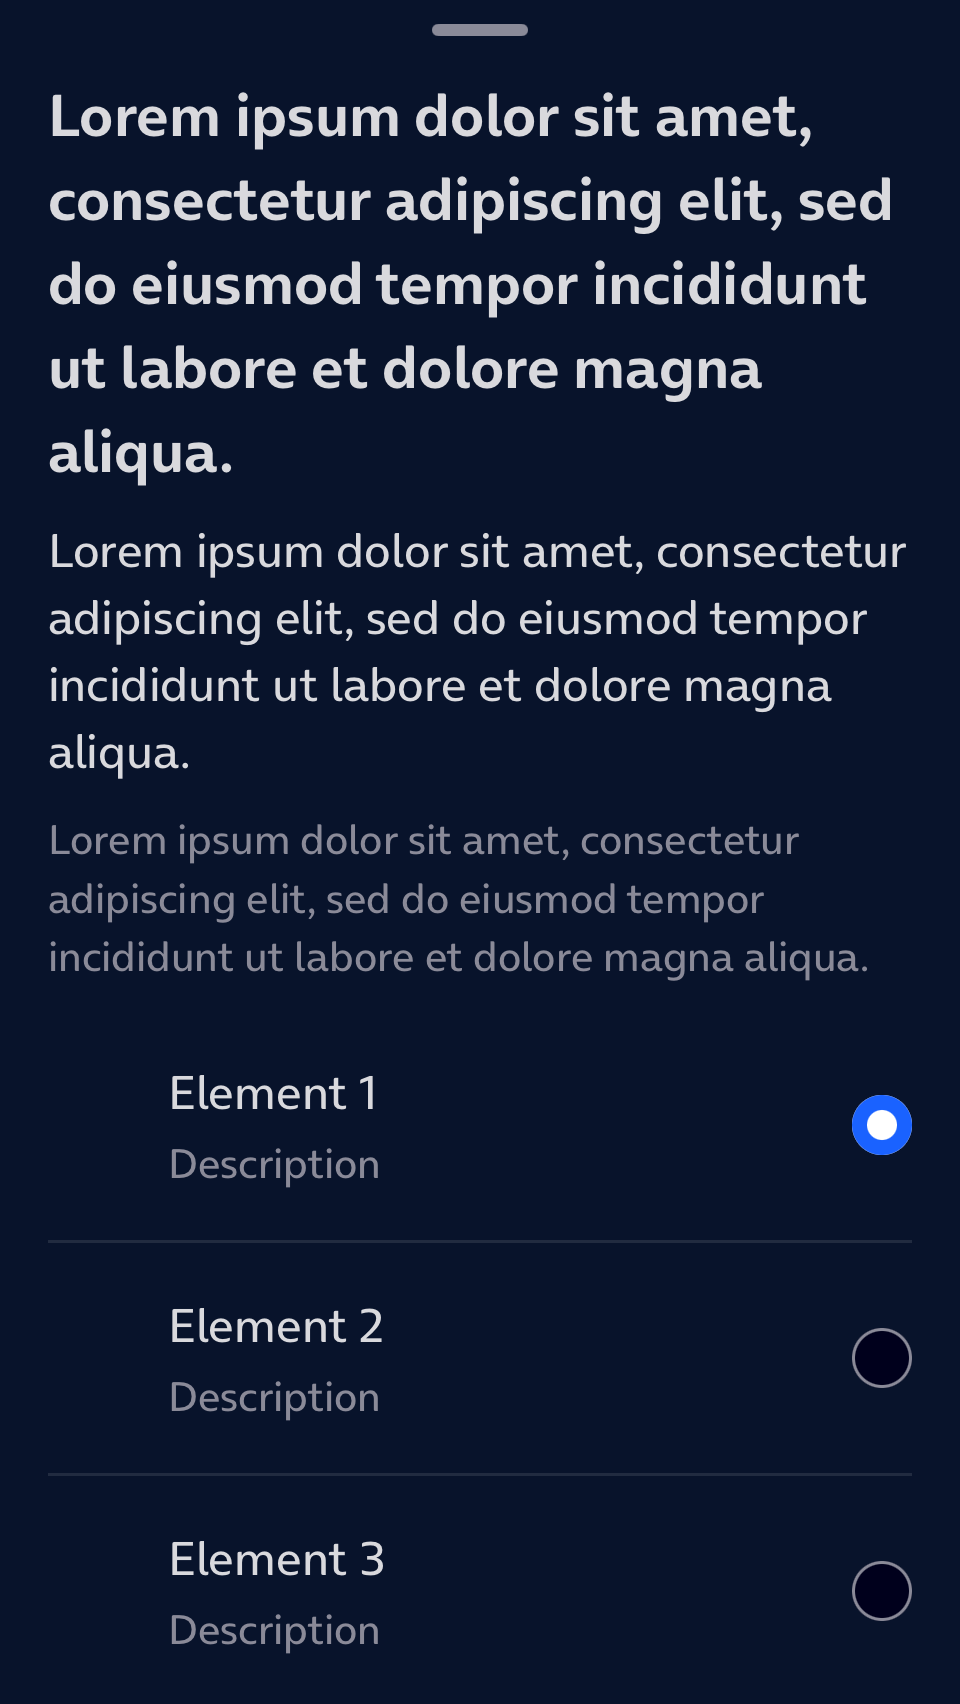 Lorem ipsum dolor sit amet,
consectetur adipiscing elit, sed
do eiusmod tempor incididunt
ut labore et dolore magna
aliqua.
Lorem ipsum dolor sit amet, consectetur
adipiscing elit, sed do eiusmod tempor
incididunt ut labore et dolore magna
aliqua.
Lorem ipsum dolor sit amet, consectetur
adipiscing elit, sed do eiusmod tempor
incididunt ut labore et dolore magna aliqua.
Element 1
Description
Element 2
Description
Element 3
Description